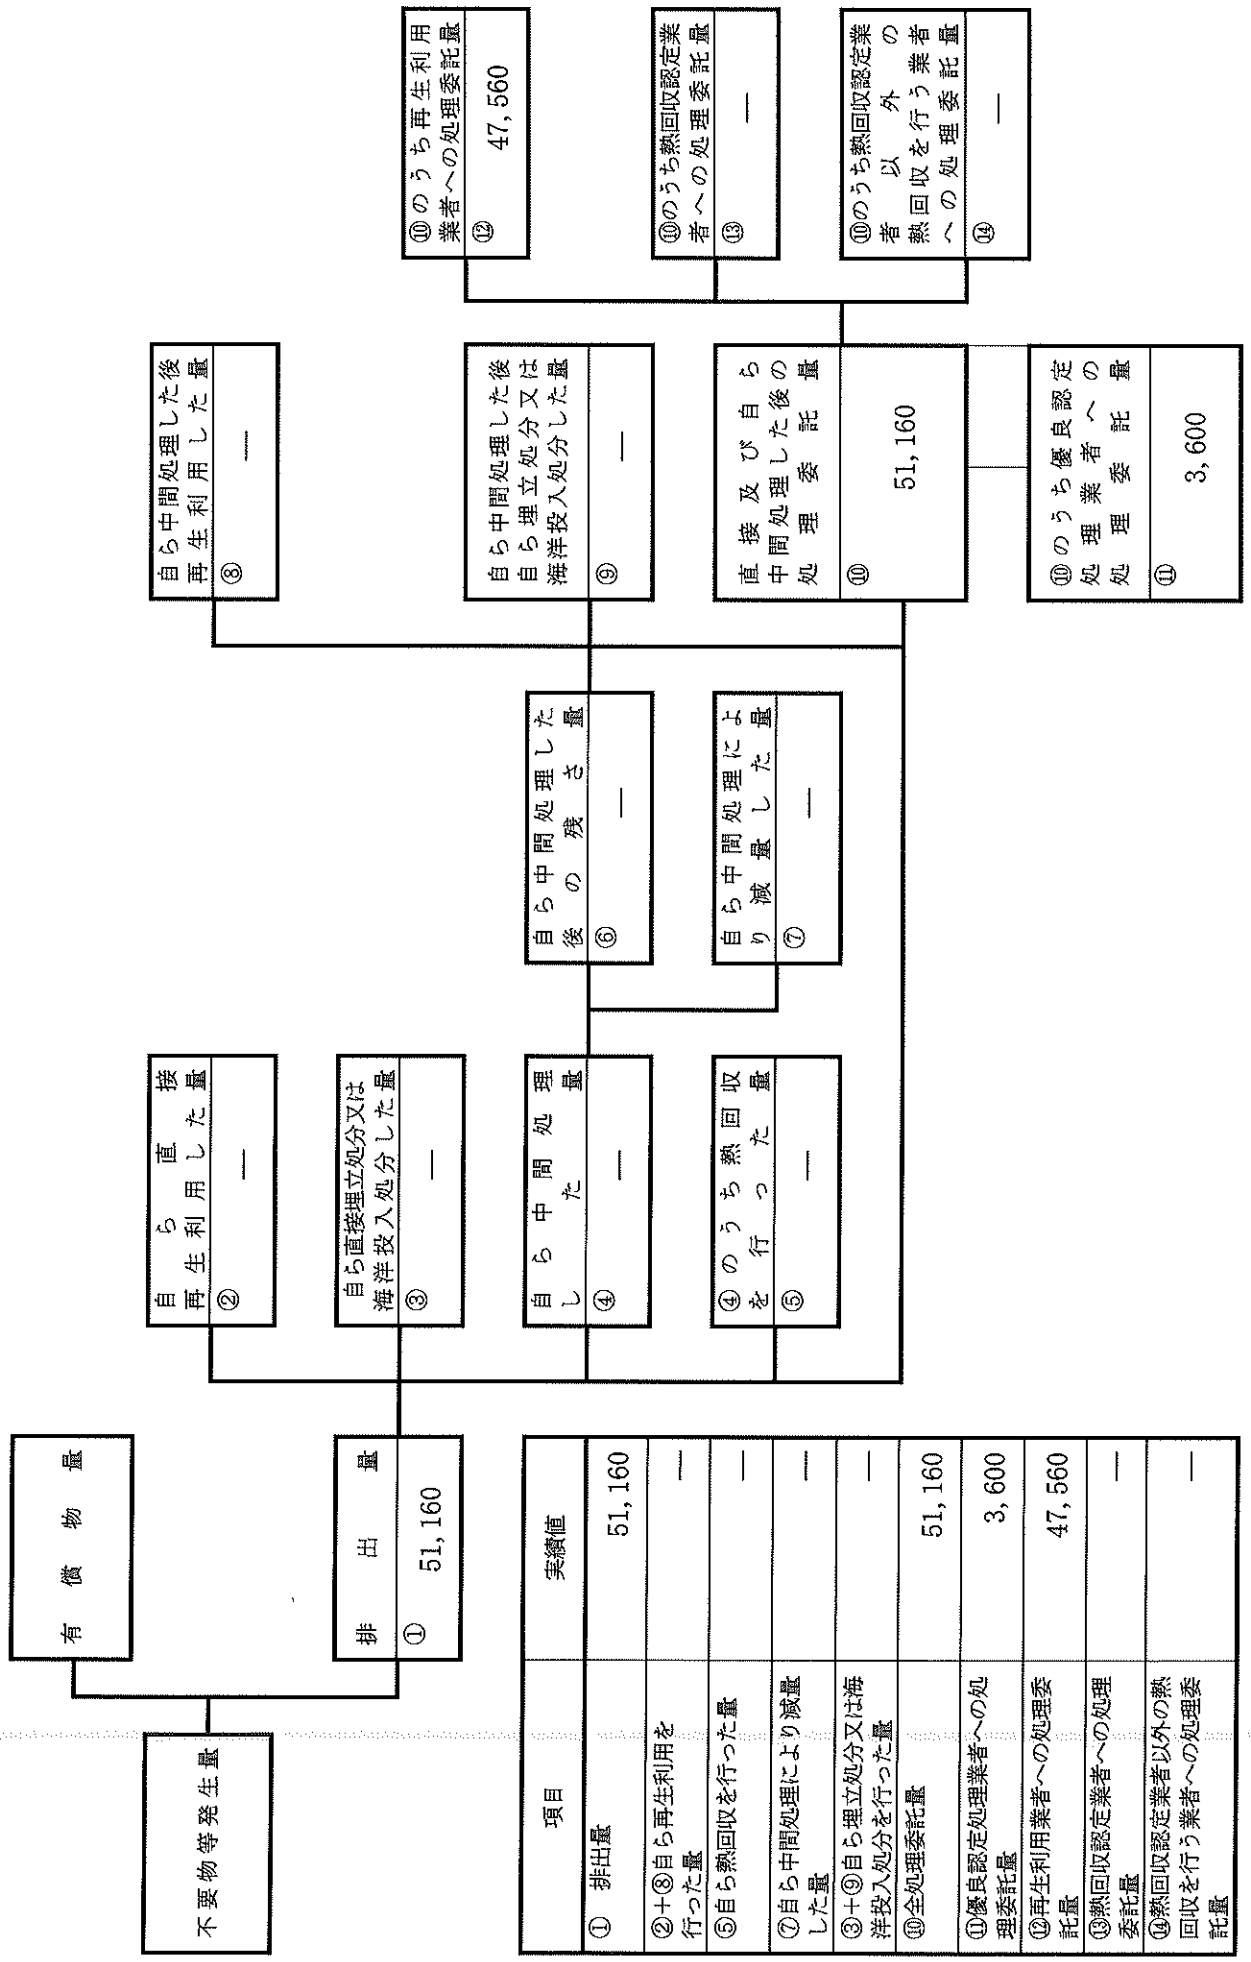 不要物等発生量
有償物量
排出量
①
51,160
自ら直接
再生利用した量
②
—
自ら直接埋立処分又は
海洋投入処分した量
③
—
自ら中間処理
した量
④
—
④のうち熱回収
を行った量
⑤
—
自ら中間処理した
後の残さ量
⑥
—
自ら中間処理によ
り減量した量
⑦
—
自ら中間処理した後
再生利用した量
⑧
—
自ら中間処理した後
自ら埋立処分又は
海洋投入処分した量
⑨
—
直接及び自ら
中間処理した後の
処理委託量
⑩
51,160
⑩のうち優良認定
処理業者への
処理委託量
⑪
3,600
⑩のうち再生利用
業者への処理委託量
⑫
47,560
⑩のうち熱回収認定業
者への処理委託量
⑬
—
⑩のうち熱回収認定業
者以外の
熱回収を行う業者
への処理委託量
⑭
—
項目 実績値
① 排出量 51,160
②+⑧自ら再生利用を
行った量 —
⑤自ら熱回収を行った量 —
⑦自ら中間処理により減量
した量 —
③+⑨自ら埋立処分又は海
洋投入処分を行った量 —
⑩全処理委託量 51,160
⑪優良認定処理業者への処
理委託量 3,600
⑫再生利用業者への処理委
託量 47,560
⑬熱回収認定業者への処理
委託量 —
⑭熱回収認定業者以外の熱
回収を行う業者への処理委
託量 —